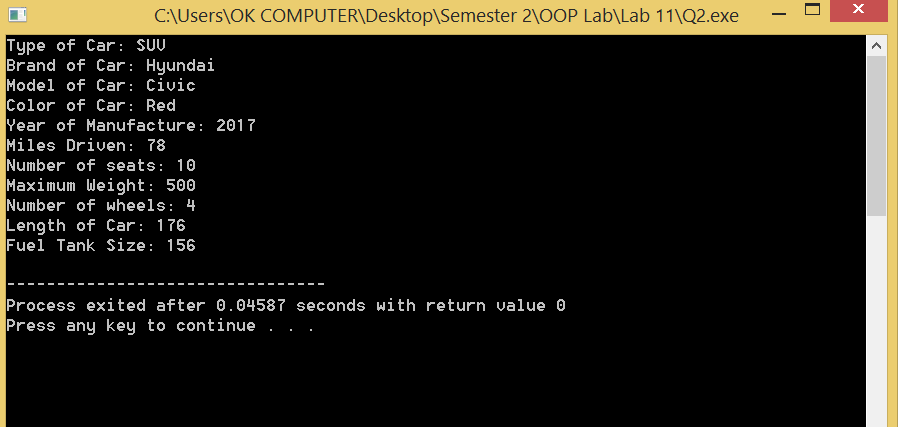 C:\Users\OK COMPUTER\Desktop\Semester 2\OOP Lab\Lab 11\Q2.exe
Type of Car: SUV
Brand of Car: Hyundai
Model of Car: Civic
Color of Car: Red
Year of Manufacture: 2017
Miles Driven: 78
Number of seats: 10
Maximum Weight: 500
Number of wheels: 4
Length of Car: 176
Fuel Tank Size: 156
--------------------------------
Process exited after 0.04587 seconds with return value 0
Press any key to continue . . .